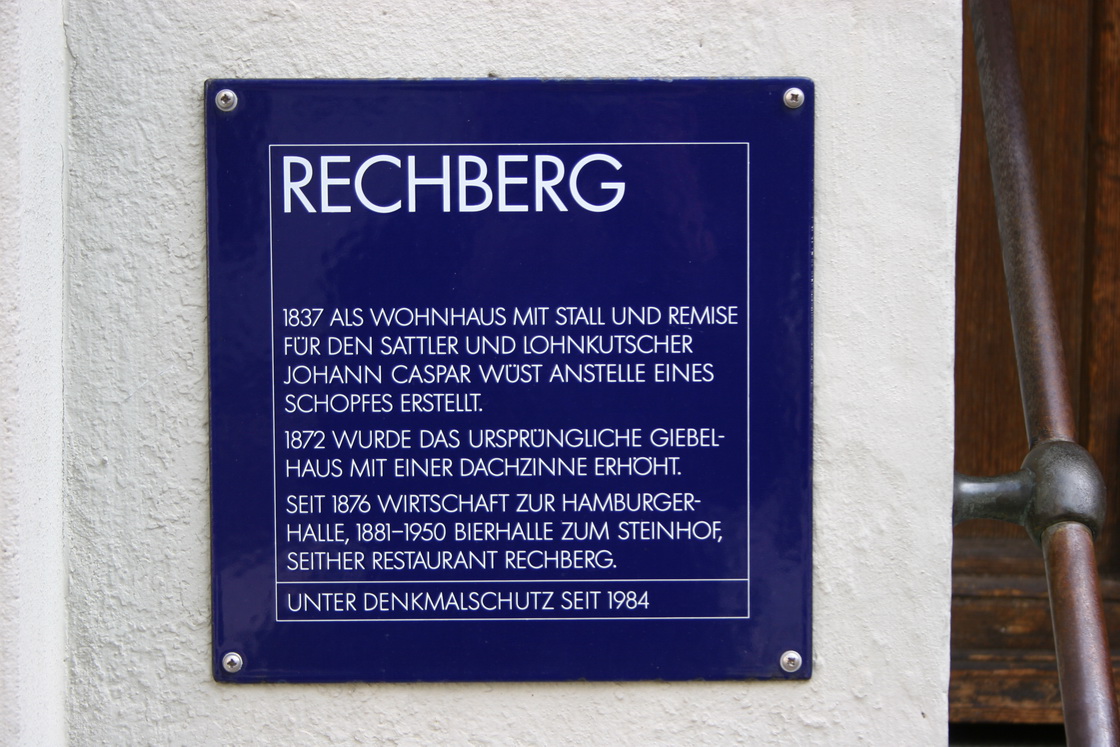 RECHBERG
1837 ALS WOHNHAUS MIT STALL UND REMISE
FÜR DEN SATTLER UND LOHNKUTSCHER
JOHANN CASPAR WÜST ANSTELLE EINES
SCHOPFES ERSTELLT.
1872 WURDE DAS URSPRÜNGLICHE GIEBEL-
HAUS MIT EINER DACHZINNE ERHÖHT.
SEIT 1876 WIRTSCHAFT ZUR HAMBURGER-
HALLE, 1881–1950 BIERHALLE ZUM STEINHOF,
SEITHER RESTAURANT RECHBERG.
UNTER DENKMALSCHUTZ SEIT 1984